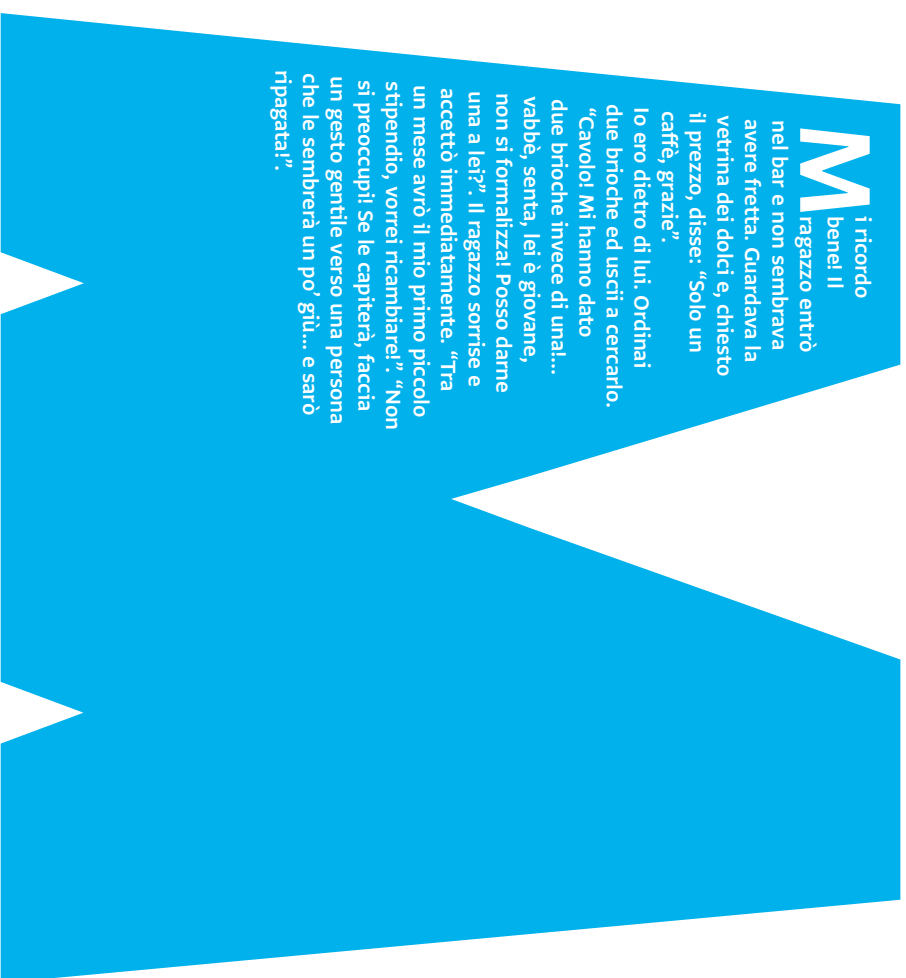 Mi ricordo
bene! Il
ragazzo entrò
nel bar e non sembrava
avere fretta. Guardava la
vetrina dei dolci e, chiesto
il prezzo, disse: “Solo un
caffè, grazie”.
Io ero dietro di lui. Ordinai
due brioche ed uscii a cercarlo.
“Cavolo! Mi hanno dato
due brioche invece di una!...
vabbè, senta, lei è giovane,
non si formalizza! Posso darne
una a lei?”. Il ragazzo sorrise e
accettò immediatamente. “Tra
un mese avrò il mio primo piccolo
stipendio, vorrei ricambiare!”. “Non
si preoccupi! Se le capiterà, faccia
un gesto gentile verso una persona
che le sembrerà un po’ giù... e sarò
ripagata!”.